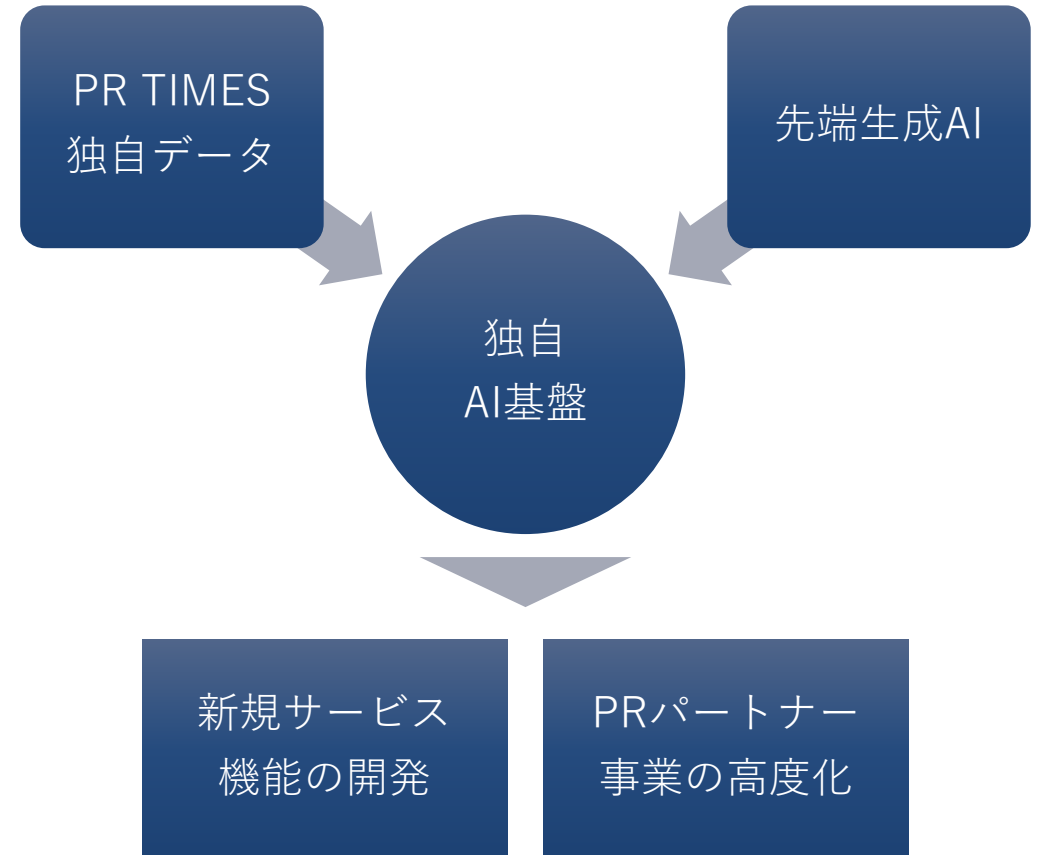 PR TIMES
独自データ
先端生成AI
独自
AI基盤
新規サービス
機能の開発
PRパートナー
事業の高度化